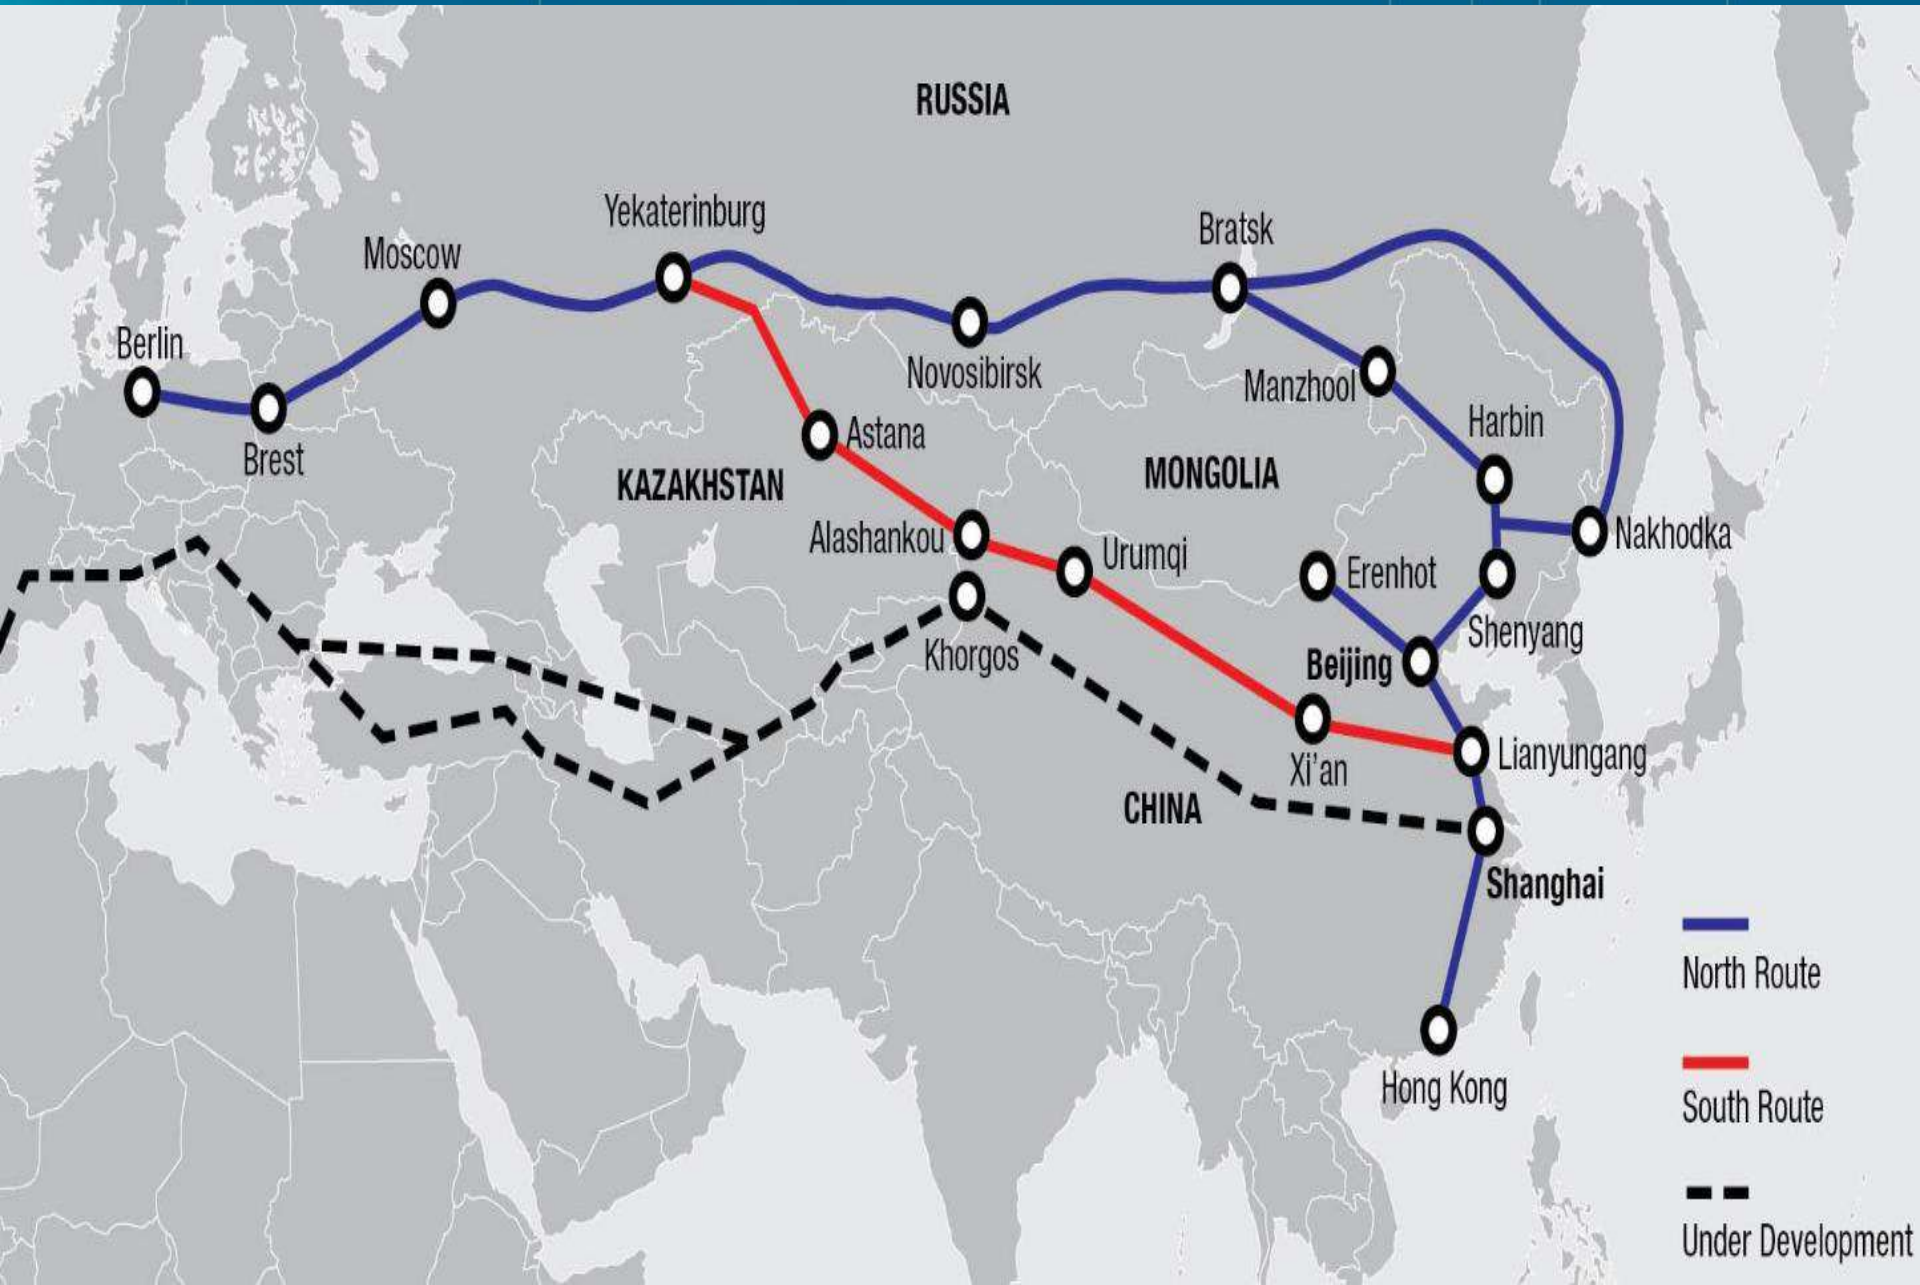 RUSSIA
Yekaterinburg
Bratsk
Moscow
Berlin
Novosibirsk
Manzhool
Harbin
Brest
Astana
KAZAKHSTAN
MONGOLIA
Alashankou
Urumqi
Erenhot
Nakhodka
Khorgos
Beijing
Shenyang
Xi'an
Lianyungang
CHINA
Shanghai
Hong Kong
North Route
South Route
Under Development